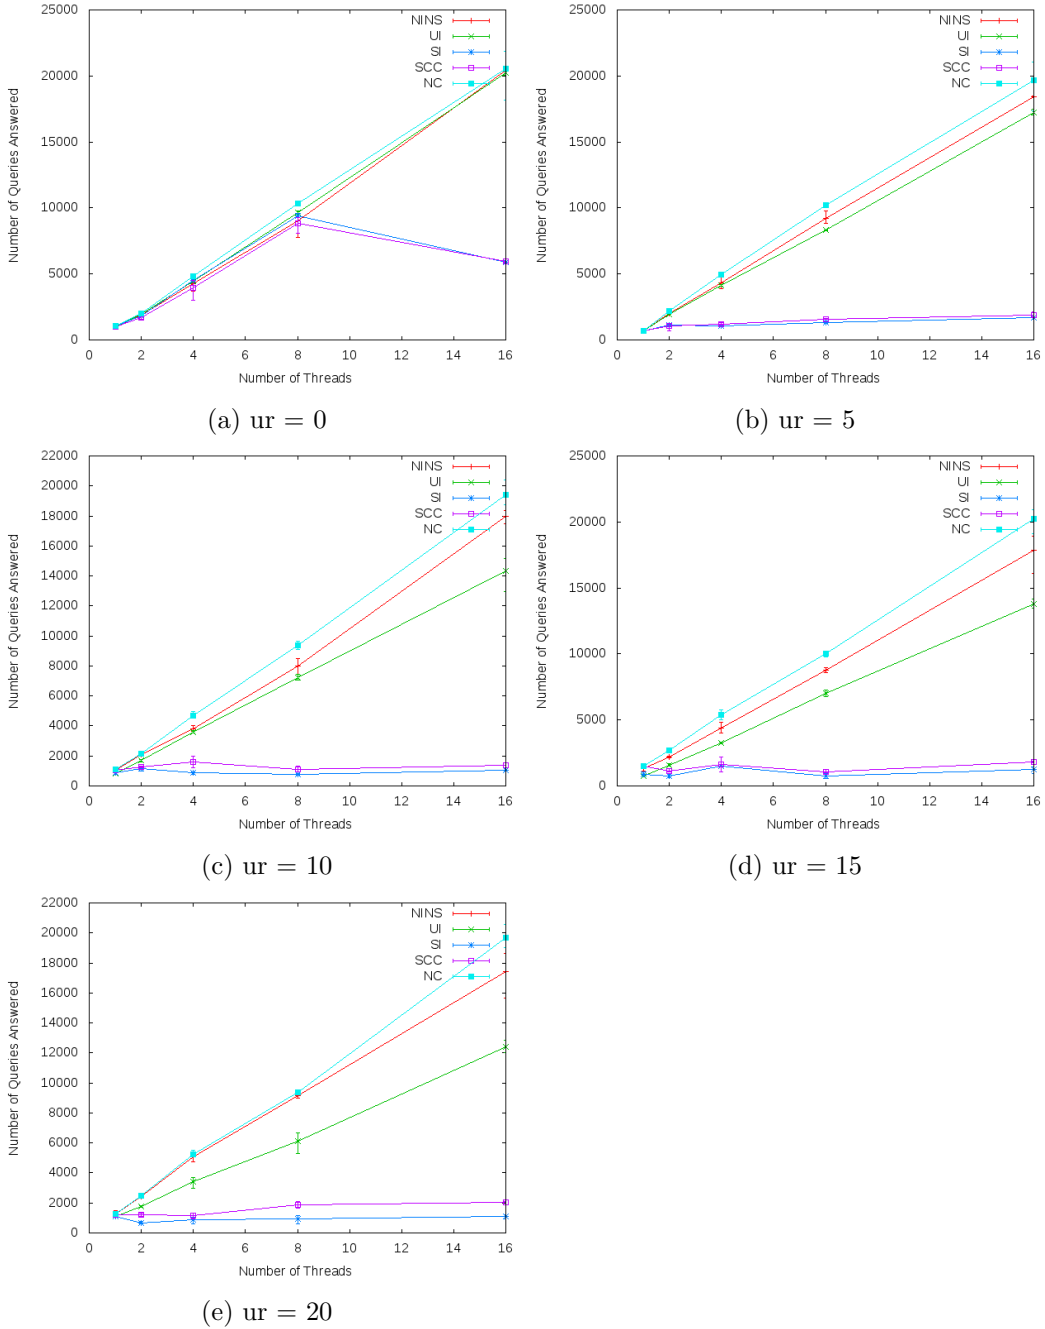 25000
20000
15000
10000
5000
0
Number of Queries Answered
NINS
UI
SI
SCC
NC
0 2 4 6 8 10 12 14 16
Number of Threads
(a) ur = 0
25000
20000
15000
10000
5000
0
Number of Queries Answered
NINS
UI
SI
SCC
NC
0 2 4 6 8 10 12 14 16
Number of Threads
(b) ur = 5
22000
20000
18000
16000
14000
12000
10000
8000
6000
4000
2000
0
Number of Queries Answered
NINS
UI
SI
SCC
NC
0 2 4 6 8 10 12 14 16
Number of Threads
(c) ur = 10
25000
20000
15000
10000
5000
0
Number of Queries Answered
NINS
UI
SI
SCC
NC
0 2 4 6 8 10 12 14 16
Number of Threads
(d) ur = 15
22000
20000
18000
16000
14000
12000
10000
8000
6000
4000
2000
0
Number of Queries Answered
NINS
UI
SI
SCC
NC
0 2 4 6 8 10 12 14 16
Number of Threads
(e) ur = 20